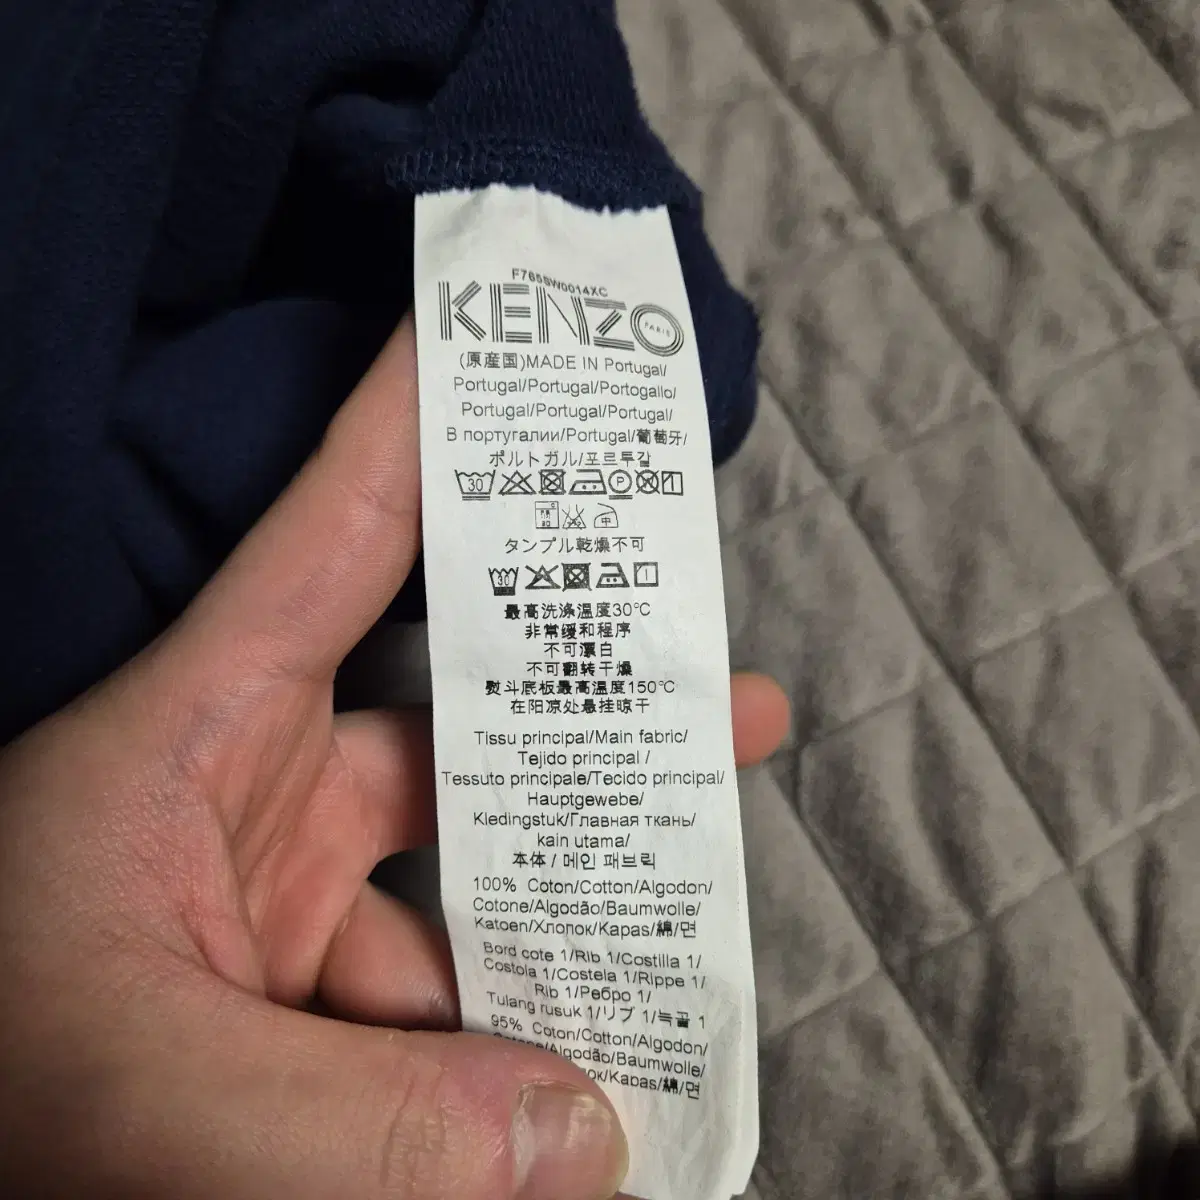 F765SW0014XC
KENZO
PARIS
(原産国)MADE IN Portugal/
Portugal/Portugal/Portogallo/
Portugal/Portugal/Portugal/
В португалии/Portugal/葡萄牙/
ポルトガル/포르투갈
30 P
中
タンブル乾燥不可
30
最高洗涤温度30℃
非常缓和程序
不可漂白
不可翻转干燥
熨斗底板最高温度150℃
在阳凉处悬挂晾干
Tissu principal/Main fabric/
Tejido principal /
Tessuto principale/Tecido principal/
Hauptgewebe/
Kledingstuk/Главная ткань/
kain utama/
本体 / 메인 패브릭
100% Coton/Cotton/Algodon/
Cotone/Algodão/Baumwolle/
Katoen/Хлопок/Kapas/綿/면
Bord cote 1/Rib 1/Costilla 1/
Costola 1/Costela 1/Rippe 1/
Rib 1/Ребро 1/
Tulang rusuk 1/リブ 1/늑골 1
95% Coton/Cotton/Algodon/
/Algodão/Baumwolle/
/Kapas/綿/면